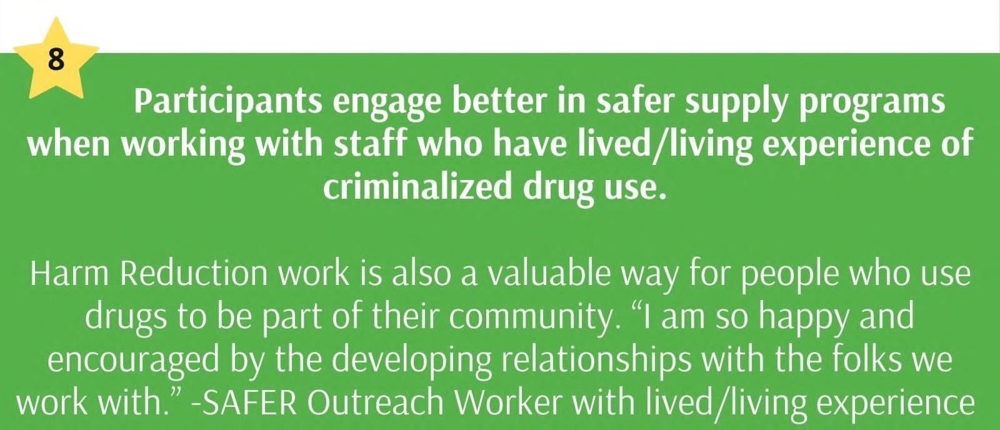 8
Participants engage better in safer supply programs
when working with staff who have lived/living experience of
criminalized drug use.
Harm Reduction work is also a valuable way for people who use
drugs to be part of their community. “I am so happy and
encouraged by the developing relationships with the folks we
work with.” -SAFER Outreach Worker with lived/living experience